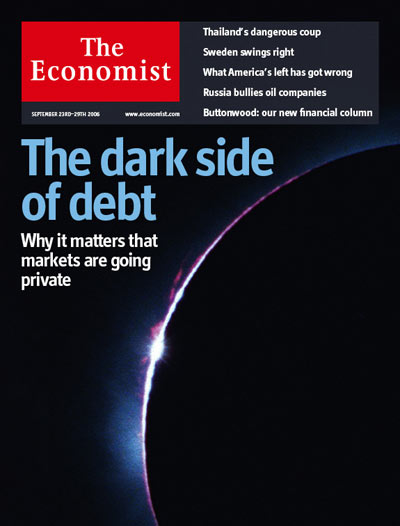 The
Economist
SEPTEMBER 23RD-29TH 2006
www.economist.com
Thailand's dangerous coup
Sweden swings right
What America's left has got wrong
Russia bullies oil companies
Buttonwood: our new financial column
The dark side
of debt
Why it matters that
markets are going
private